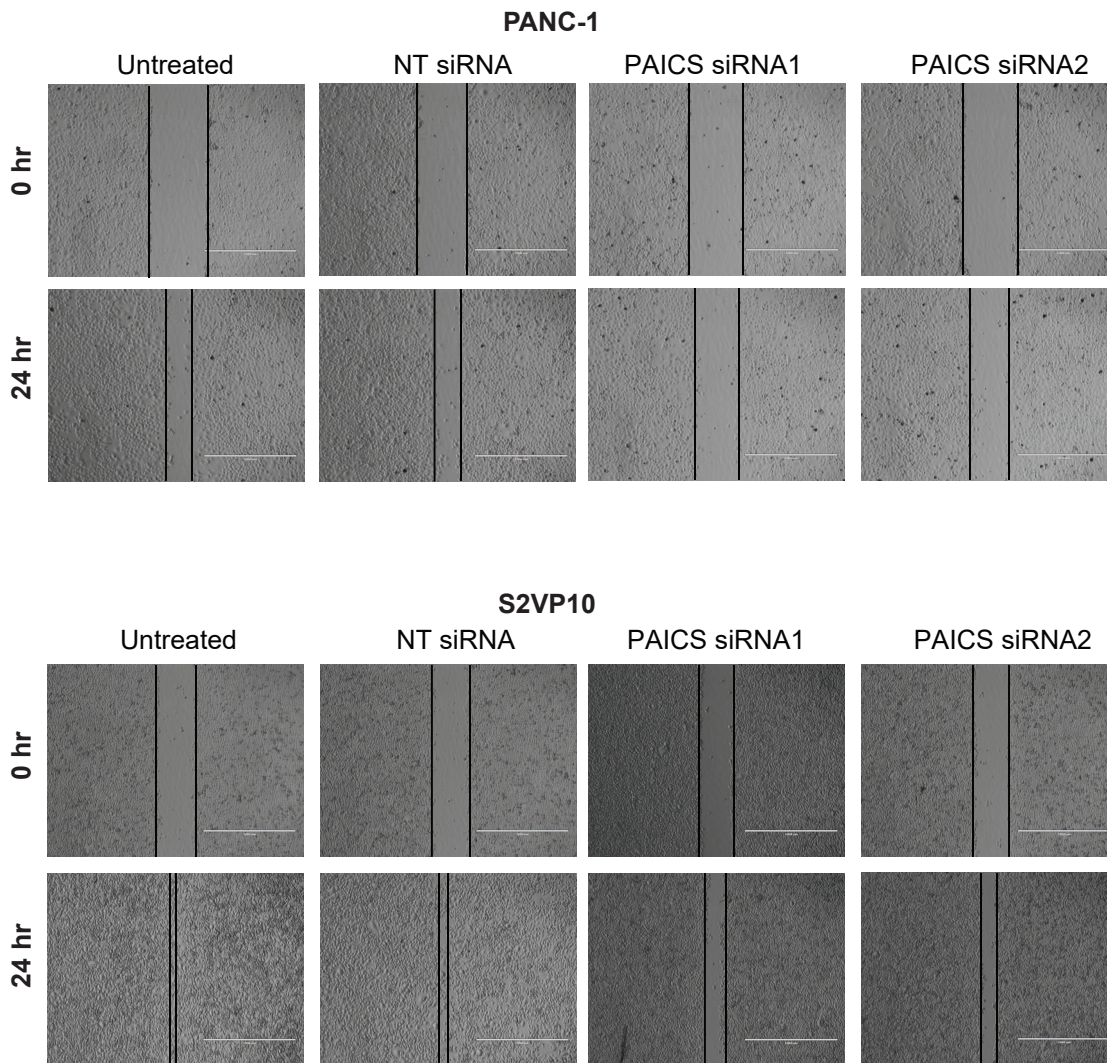 PANC-1
Untreated NT siRNA PAICS siRNA1 PAICS siRNA2
0 hr
24 hr
S2VP10
Untreated NT siRNA PAICS siRNA1 PAICS siRNA2
0 hr
24 hr